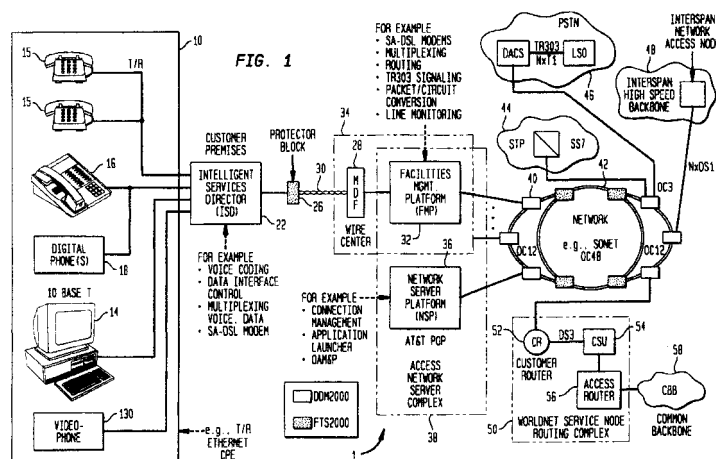 FIG. 1
10
15
T/R
15
16
DIGITAL
PHONE(S)
18
10 BASE T
14
VIDEO-
PHONE
130
e.g., T/R
ETHERNET
CPE
CUSTOMER
PREMISES
INTELLIGENT
SERVICES
DIRECTOR
(ISD)
22
FOR EXAMPLE
• VOICE CODING
• DATA INTERFACE
CONTROL
• MULTIPLEXING
VOICE, DATA
• SA-DSL MODEM
PROTECTOR
BLOCK
26
30
FOR EXAMPLE
• SA-DSL MODEMS
• MULTIPLEXING
• ROUTING
• TR303 SIGNALING
• PACKET/CIRCUIT
CONVERSION
• LINE MONITORING
34
28
MDF
WIRE
CENTER
FACILITIES
MGMT.
PLATFORM
(FMP)
32
36
NETWORK
SERVER
PLATFORM
(NSP)
AT&T POP
FOR EXAMPLE
• CONNECTION
MANAGEMENT
• APPLICATION
LAUNCHER
• OAM&P
ACCESS
NETWORK
SERVER
COMPLEX
38
1
DDM2000
FTS2000
PSTN
DACS
TR303
NxT1
LSO
46
44
STP
SS7
INTERSPAN
NETWORK
ACCESS NODE
48
INTERSPAN
HIGH SPEED
BACKBONE
NxDS1
40
42
OC3
OC12
NETWORK
e.g., SONET
OC48
OC12
52
CR
CUSTOMER
ROUTER
DS3
CSU
54
56
ACCESS
ROUTER
50
WORLDNET SERVICE NODE
ROUTING COMPLEX
58
CBB
COMMON
BACKBONE